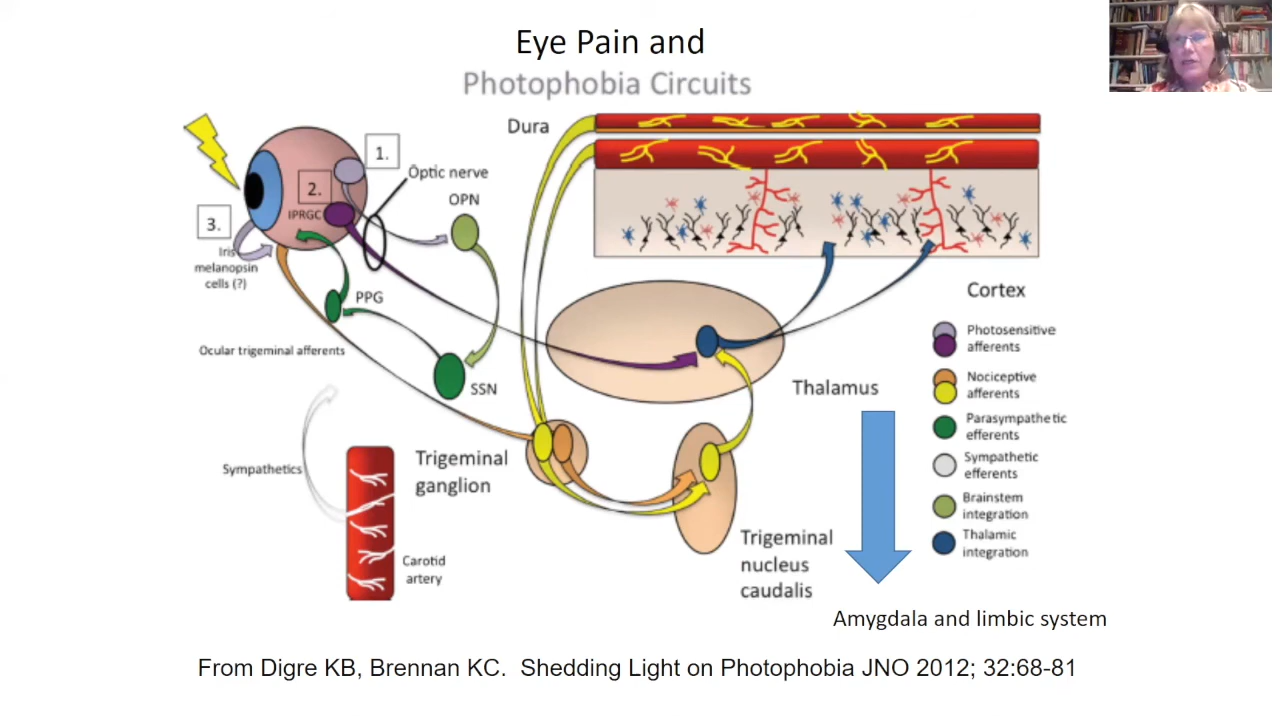 Eye Pain and
Photophobia Circuits
Dura
1.
Optic nerve
2.
OPN
IPRGC
3.
Iris
melanopsin
cells (?)
PPG
Cortex
Photosensitive
afferents
Ocular trigeminal afferents
Nociceptive
afferents
SSN
Thalamus
Parasympathetic
efferents
Sympathetics
Trigeminal
ganglion
Sympathetic
efferents
Brainstem
integration
Trigeminal
nucleus
caudalis
Thalamic
integration
Carotid
artery
Amygdala and limbic system
From Digre KB, Brennan KC. Shedding Light on Photophobia JNO 2012; 32:68-81